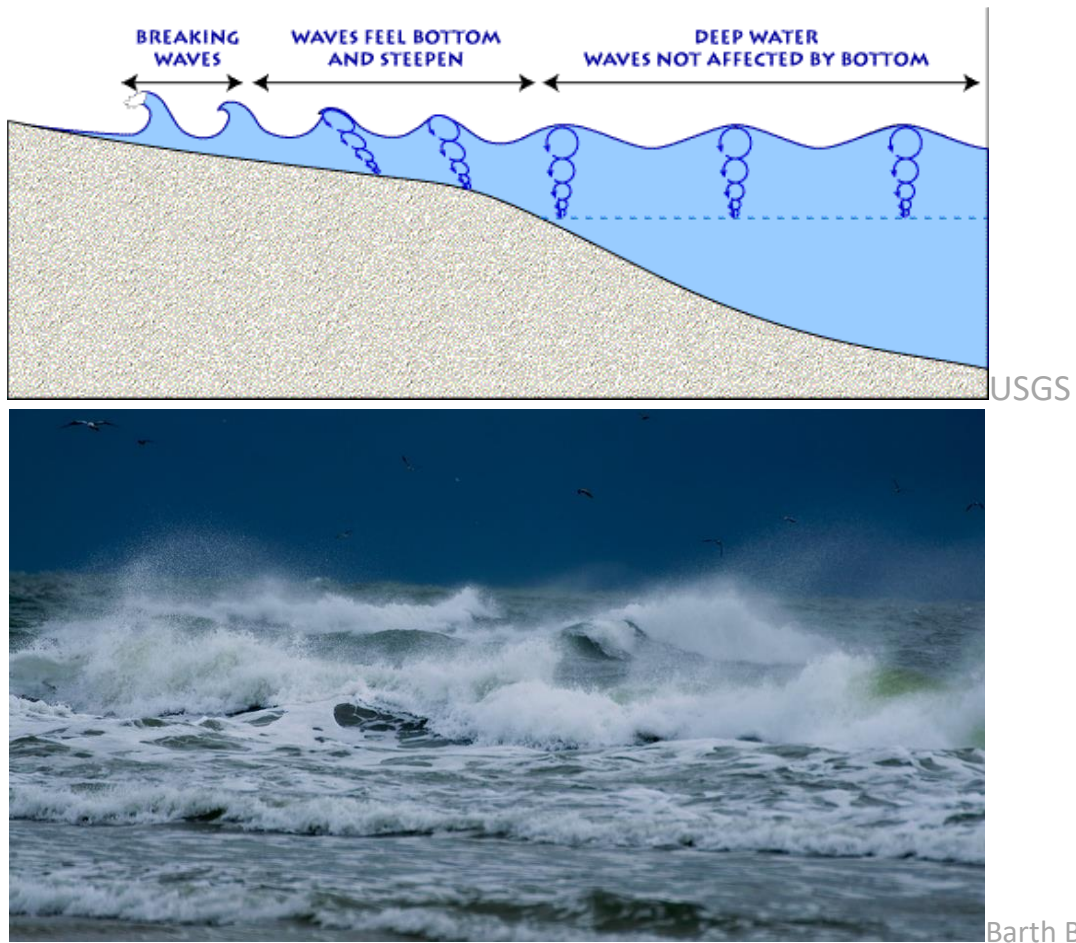 BREAKING
WAVES
WAVES FEEL BOTTOM
AND STEEPEN
DEEP WATER
WAVES NOT AFFECTED BY BOTTOM
USGS
Barth B